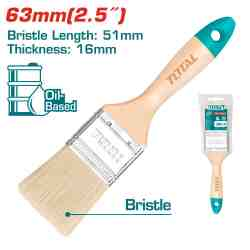 63mm(2.5″)
Bristle Length: 51mm
Thickness: 16mm
Oil-
Based
TOTAL
Bristle